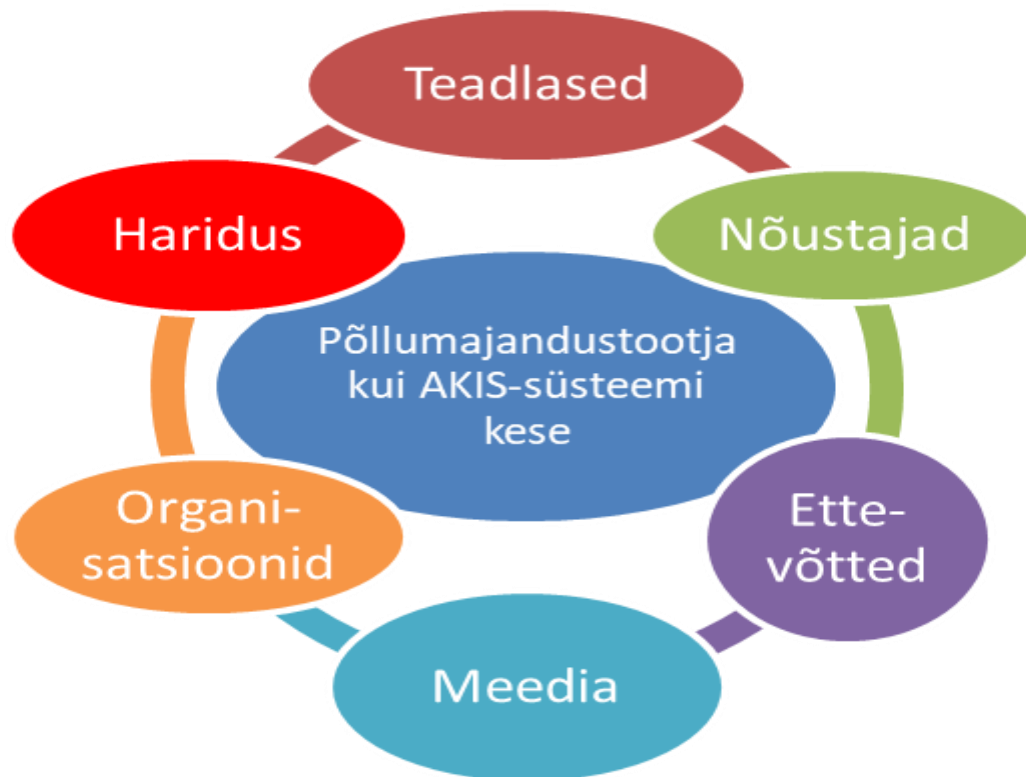 Teadlased
Haridus
Nõustajad
Põllumajandustootja
kui AKIS-süsteemi
kese
Organi-
satsioonid
Ette-
võtted
Meedia